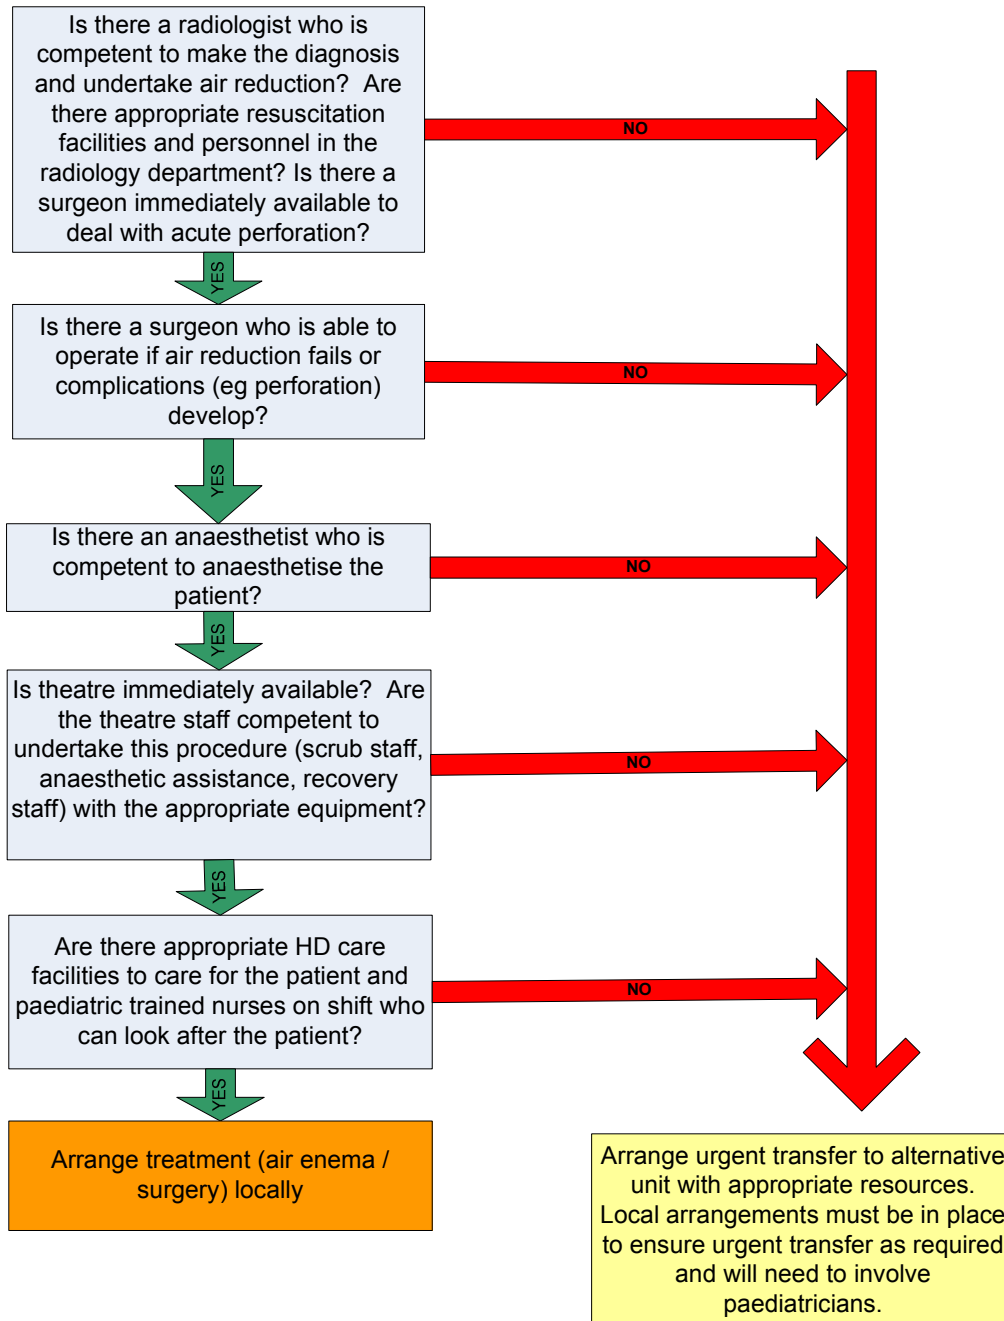 Is there a radiologist who is
competent to make the diagnosis
and undertake air reduction?  Are
there appropriate resuscitation
facilities and personnel in the
radiology department? Is there a
surgeon immediately available to
deal with acute perforation?
NO
YES
Is there a surgeon who is able to
operate if air reduction fails or
complications (eg perforation)
develop?
NO
YES
Is there an anaesthetist who is
competent to anaesthetise the
patient?
NO
YES
Is theatre immediately available?  Are
the theatre staff competent to
undertake this procedure (scrub staff,
anaesthetic assistance, recovery
staff) with the appropriate equipment?
NO
YES
Are there appropriate HD care
facilities to care for the patient and
paediatric trained nurses on shift who
can look after the patient?
NO
YES
Arrange treatment (air enema /
surgery) locally
Arrange urgent transfer to alternative
unit with appropriate resources.
Local arrangements must be in place
to ensure urgent transfer as required
and will need to involve
paediatricians.